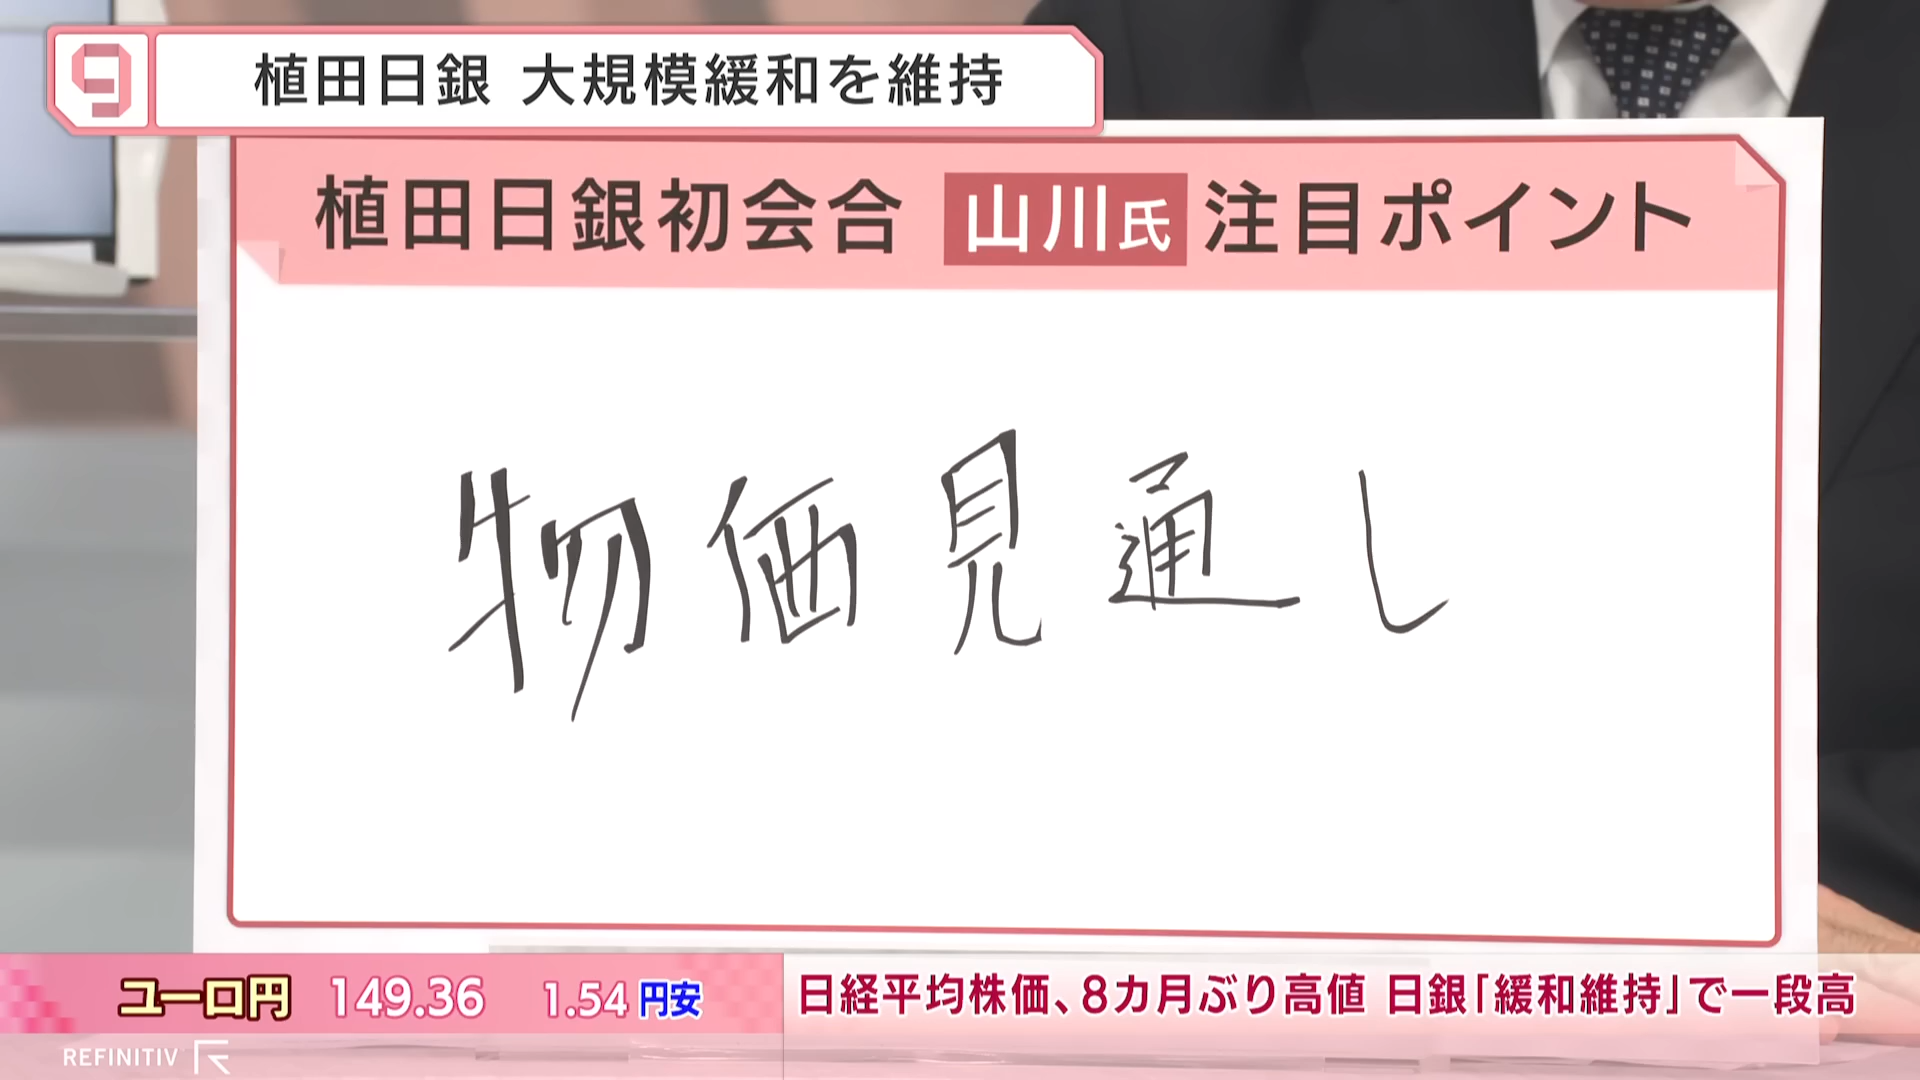 9
植田日銀 大規模緩和を維持
植田日銀初会合 山川氏 注目ポイント
物価見通し
ユーロ円 149.36 1.54 円安
日経平均株価、8カ月ぶり高値 日銀「緩和維持」で一段高
REFINITIV